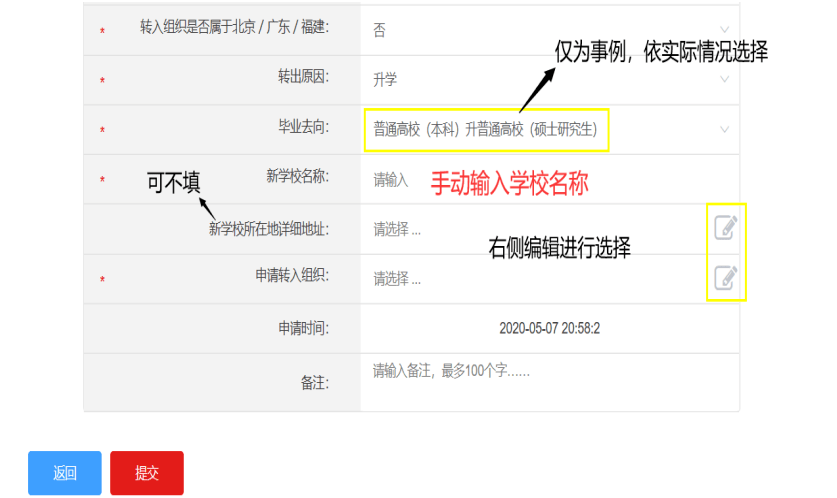 * 转入组织是否属于北京 / 广东 / 福建： 否
仅为事例，依实际情况选择
* 转出原因： 升学
* 毕业去向： 普通高校（本科）升普通高校（硕士研究生）
* 新学校名称： 请输入 手动输入学校名称
可不填
新学校所在地详细地址： 请选择 ...
右侧编辑进行选择
* 申请转入组织： 请选择 ...
申请时间： 2020-05-07 20:58:2
备注： 请输入备注，最多100个字……
返回 提交